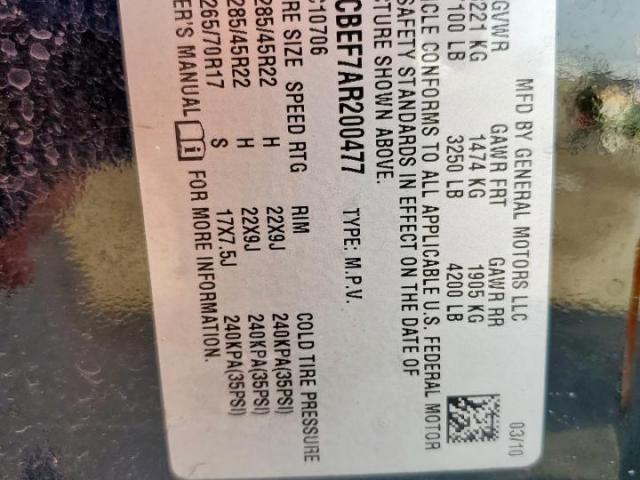 MFD BY GENERAL MOTORS LLC 03/10
GVWR GAWR FRT GAWR RR
221 KG 1474 KG 1905 KG
100 LB 3250 LB 4200 LB
CLE CONFORMS TO ALL APPLICABLE U.S. FEDERAL MOTOR
SAFETY STANDARDS IN EFFECT ON THE DATE OF
CTURE SHOWN ABOVE.
CBEF7AR200477 TYPE: M.P.V.
C10706
RE SIZE SPEED RTG RIM COLD TIRE PRESSURE
285/45R22 H 22X9J 240KPA(35PSI)
285/45R22 H 22X9J 240KPA(35PSI)
265/70R17 S 17X7.5J 240KPA(35PSI)
ER'S MANUAL FOR MORE INFORMATION.